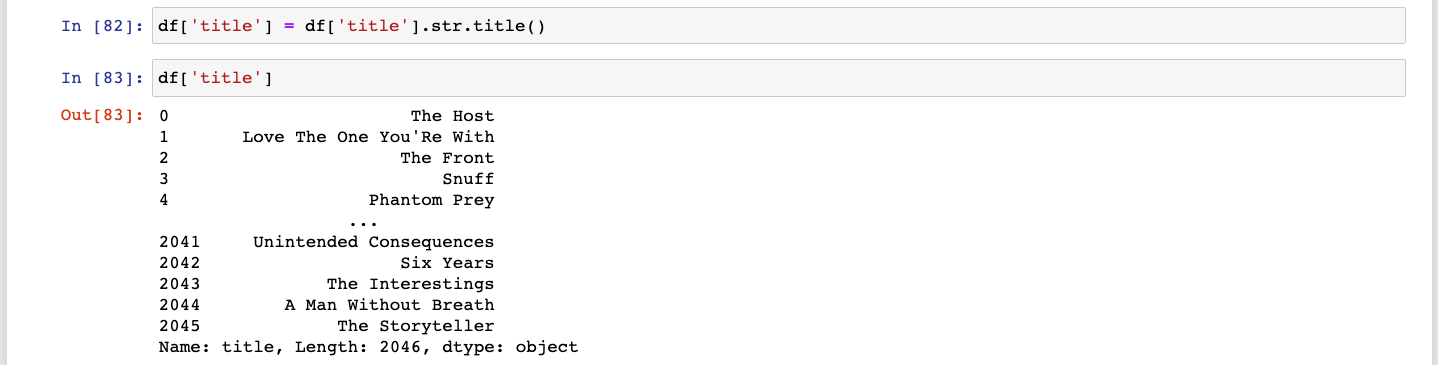 In [82]: df['title'] = df['title'].str.title()
In [83]: df['title']
Out[83]: 0 The Host
1 Love The One You'Re With
2 The Front
3 Snuff
4 Phantom Prey
...
2041 Unintended Consequences
2042 Six Years
2043 The Interestings
2044 A Man Without Breath
2045 The Storyteller
Name: title, Length: 2046, dtype: object